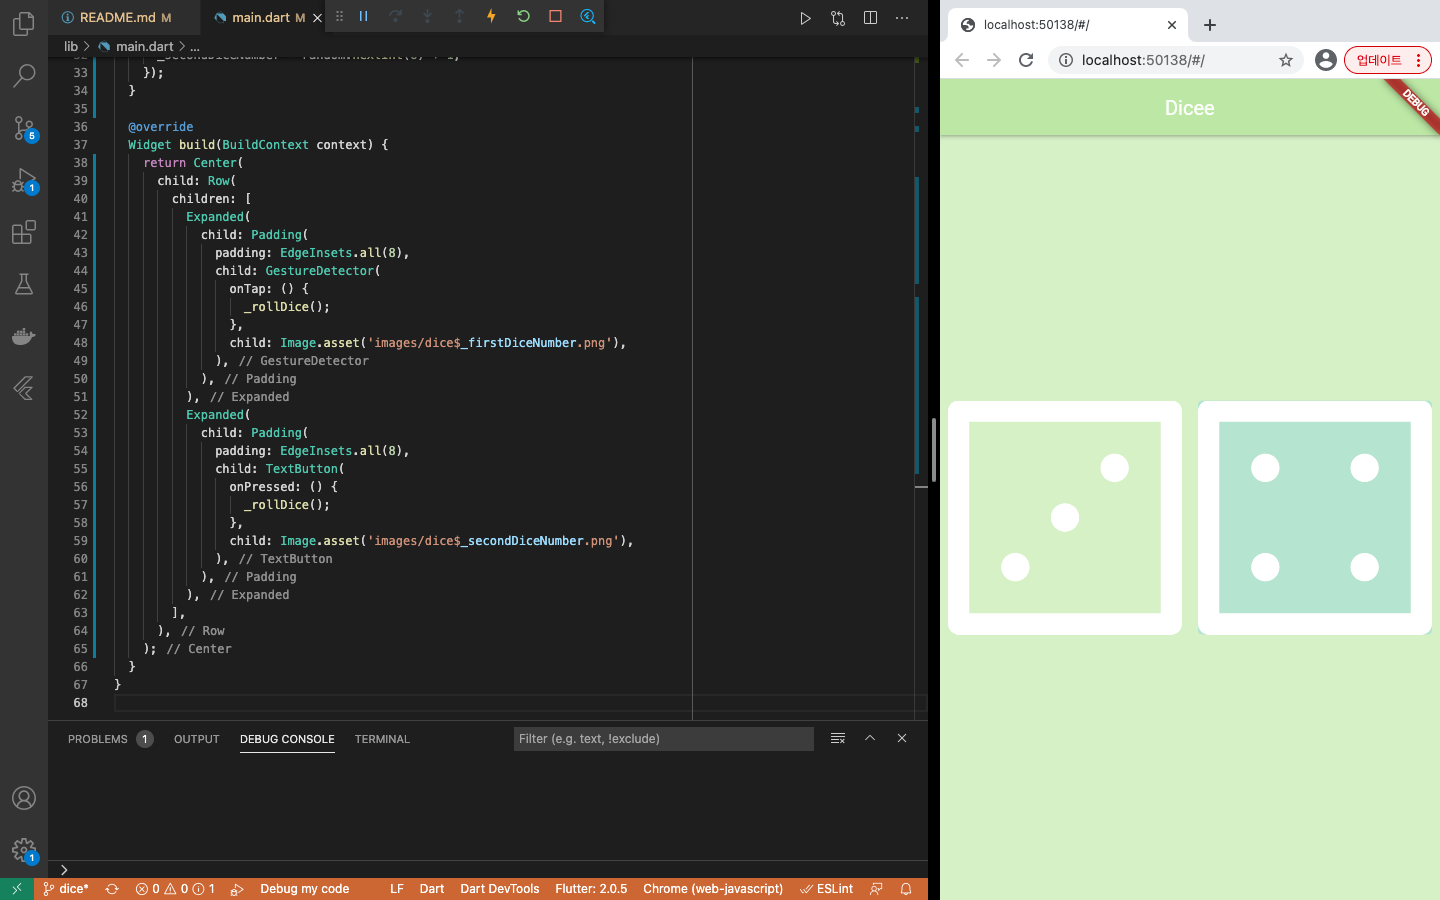 README.md M
main.dart M
lib > main.dart > ...
33 });
34 }
35
36 @override
37 Widget build(BuildContext context) {
38 return Center(
39 child: Row(
40 children: [
41 Expanded(
42 child: Padding(
43 padding: EdgeInsets.all(8),
44 child: GestureDetector(
45 onTap: () {
46 _rollDice();
47 },
48 child: Image.asset('images/dice$_firstDiceNumber.png'),
49 ), // GestureDetector
50 ), // Padding
51 ), // Expanded
52 Expanded(
53 child: Padding(
54 padding: EdgeInsets.all(8),
55 child: TextButton(
56 onPressed: () {
57 _rollDice();
58 },
59 child: Image.asset('images/dice$_secondDiceNumber.png'),
60 ), // TextButton
61 ), // Padding
62 ), // Expanded
63 ],
64 ), // Row
65 ); // Center
66 }
67 }
68
5
1
1
PROBLEMS 1 OUTPUT DEBUG CONSOLE TERMINAL
Filter (e.g. text, !exclude)
dice* 0 0 1 Debug my code LF Dart Dart DevTools Flutter: 2.0.5 Chrome (web-javascript) ESLint
localhost:50138/#/
localhost:50138/#/
업데이트
Dicee
DEBUG